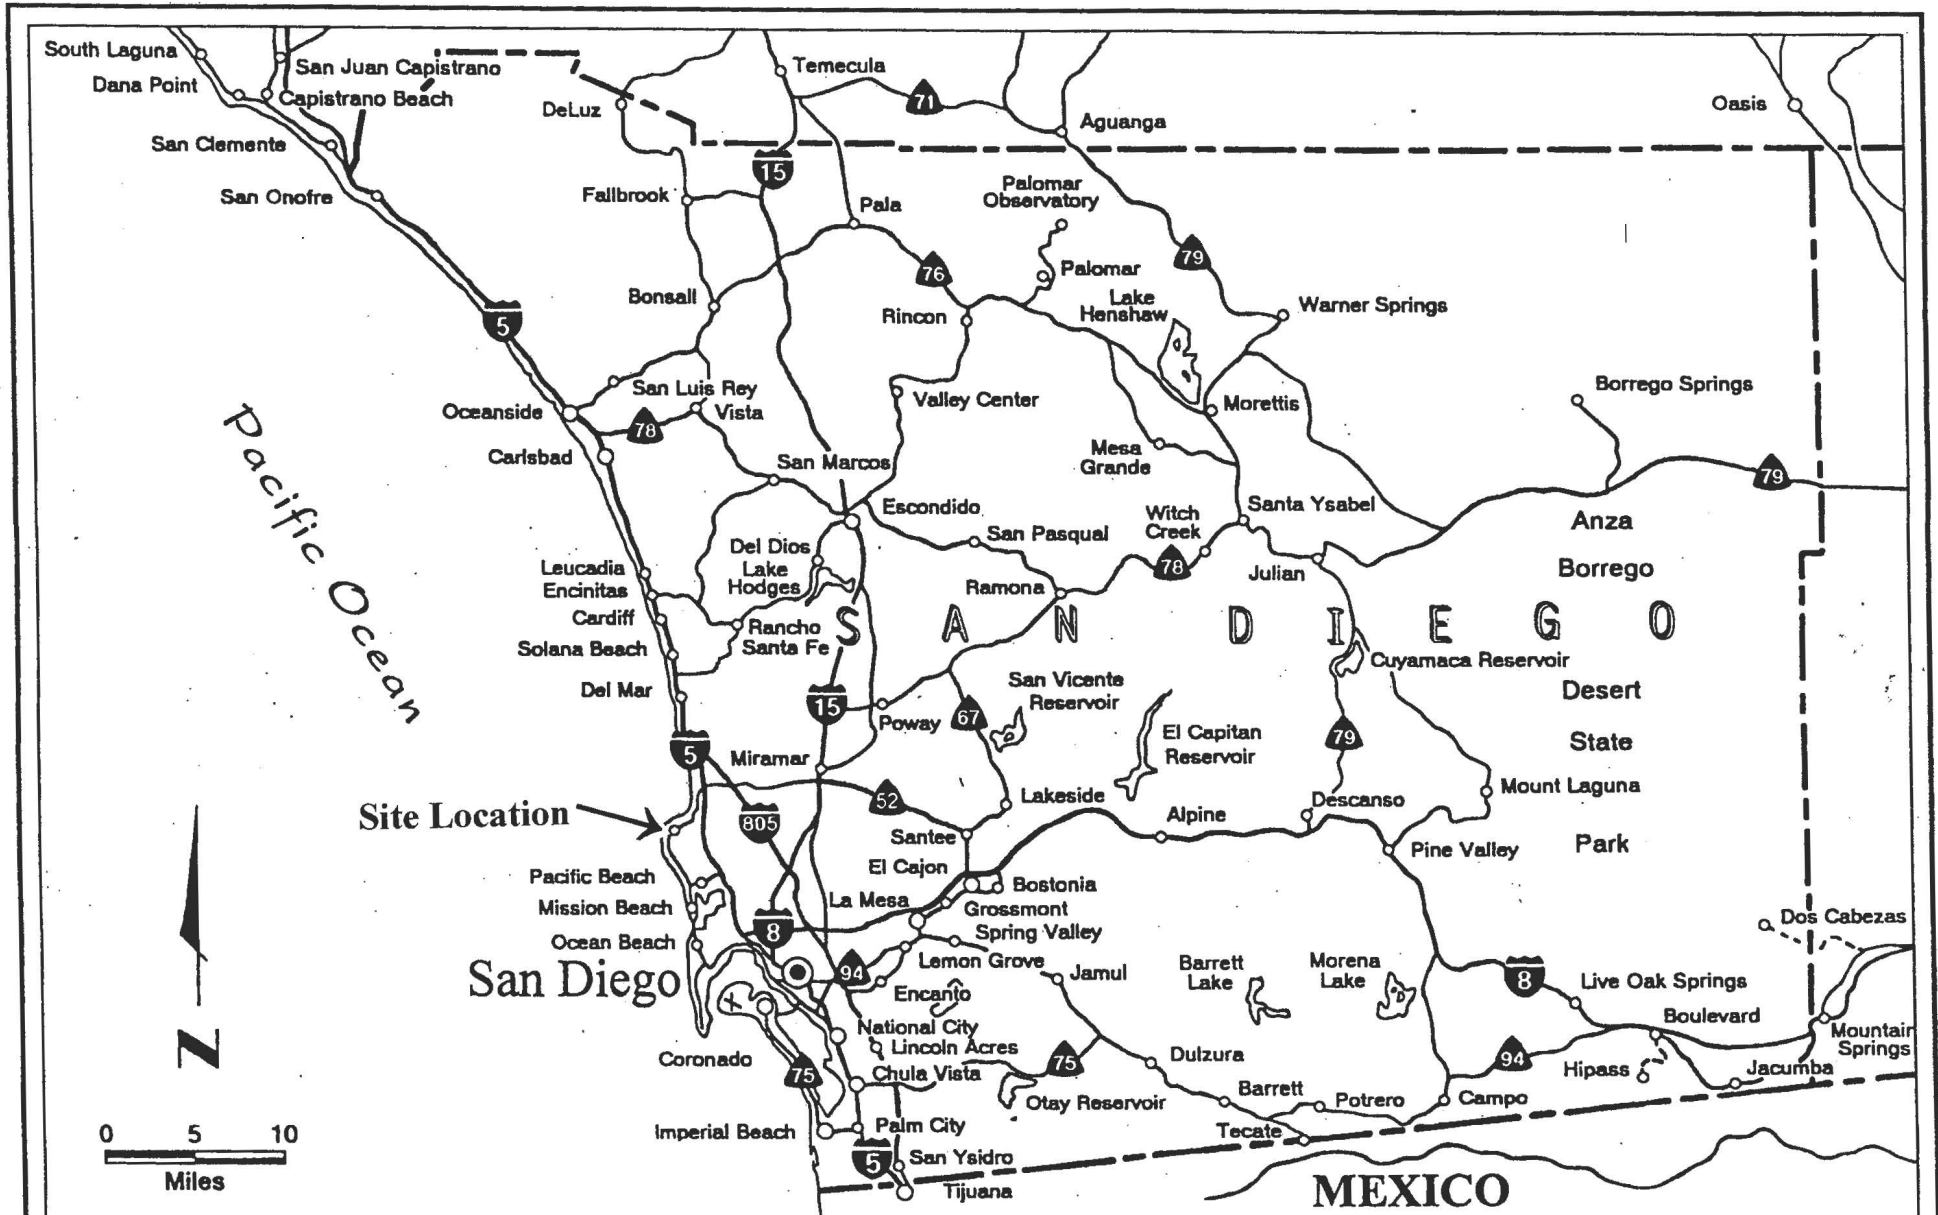 South Laguna
San Juan Capistrano
Dana Point
Capistrano Beach
San Clemente
San Onofre
DeLuz
Temecula
71
Aguanga
Oasis
15
Fallbrook
Pala
Palomar
Observatory
79
76
Palomar
Bonsall
Rincon
Lake
Henshaw
Warner Springs
5
San Luis Rey
Oceanside
78
Vista
Valley Center
Morettis
Borrego Springs
Carlsbad
San Marcos
Mesa
Grande
79
Pacific Ocean
Escondido
San Pasqual
Witch
Creek
Santa Ysabel
Anza
Del Dios
Lake
Hodges
78
Julian
Borrego
Leucadia
Encinitas
Ramona
Cardiff
Rancho
Santa Fe
SAN DIEGO
Solana Beach
Cuyamaca Reservoir
Del Mar
San Vicente
Reservoir
Desert
15
Poway
67
El Capitan
Reservoir
79
State
5
Miramar
Mount Laguna
Site Location
805
52
Lakeside
Alpine
Descanso
Santee
Pine Valley
Park
El Cajon
Pacific Beach
Bostonia
Mission Beach
La Mesa
Grossmont
Dos Cabezas
Ocean Beach
8
Spring Valley
San Diego
94
Lemon Grove
Jamul
Barrett
Lake
Morena
Lake
8
Live Oak Springs
Encanto
X
National City
Boulevard
Mountain
Springs
Coronado
Lincoln Acres
75
Dulzura
94
Hipass
Jacumba
75
Chula Vista
Otay Reservoir
Barrett
Potrero
Campo
Imperial Beach
Palm City
Tecate
5
San Ysidro
Tijuana
MEXICO
N
0 5 10
Miles